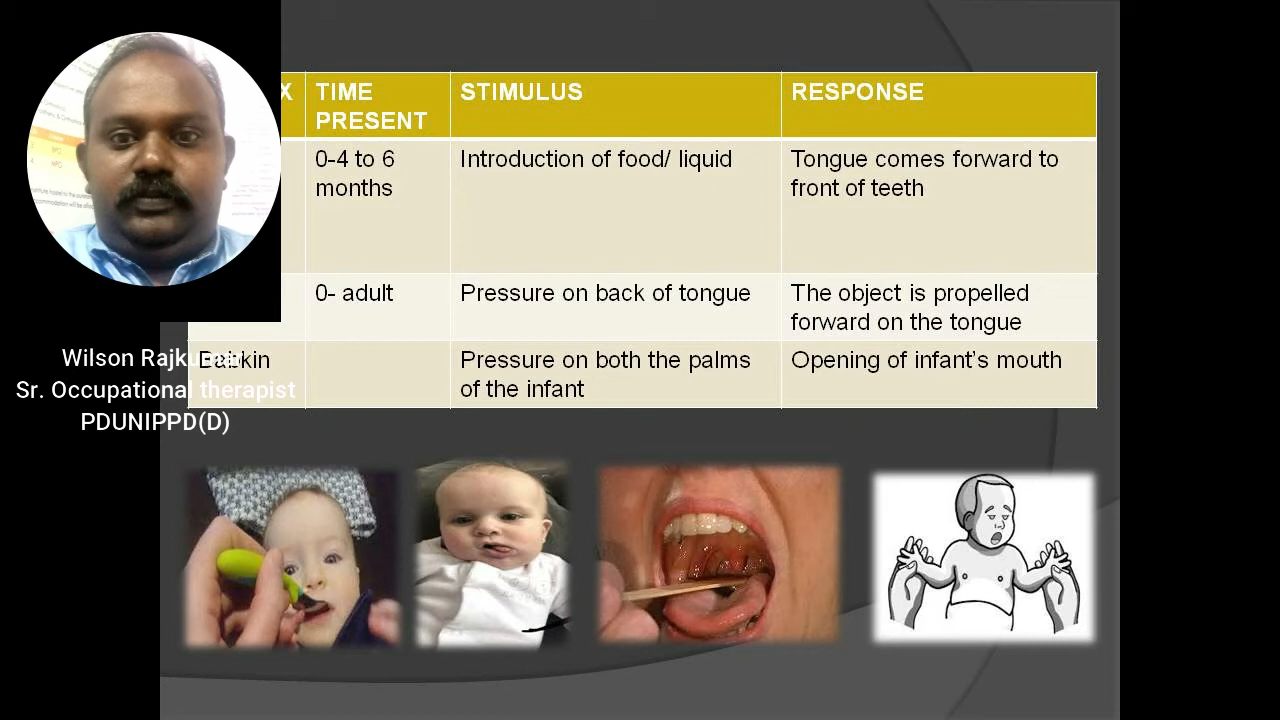 X
TIME
PRESENT
STIMULUS
RESPONSE
0-4 to 6
months
Introduction of food/ liquid
Tongue comes forward to
front of teeth
0- adult
Pressure on back of tongue
The object is propelled
forward on the tongue
Babkin
Pressure on both the palms
of the infant
Opening of infant’s mouth
Wilson Rajkumar
Sr. Occupational therapist
PDUNIPPD(D)